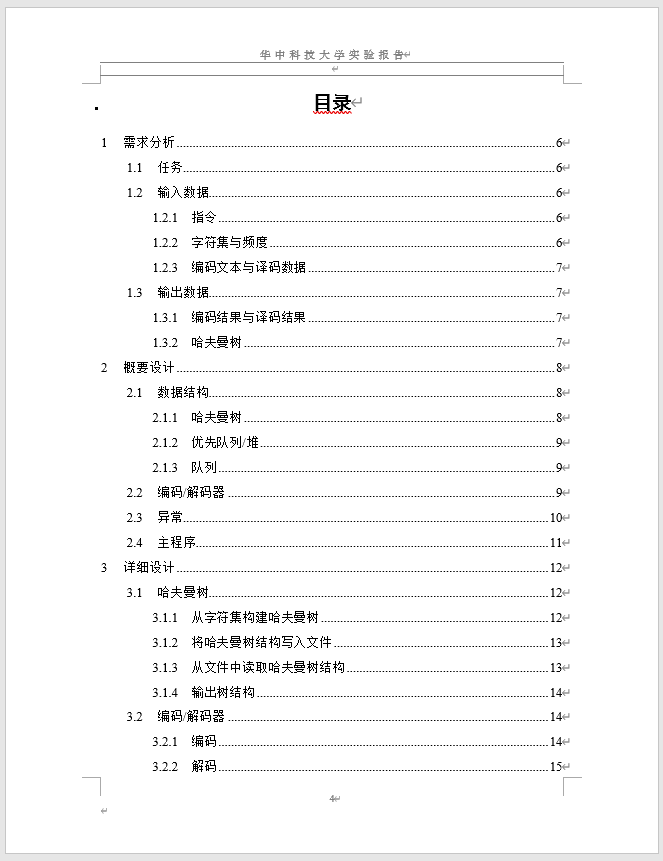 华中科技大学实验报告
目录
1 需求分析 6
1.1 任务 6
1.2 输入数据 6
1.2.1 指令 6
1.2.2 字符集与频度 6
1.2.3 编码文本与译码数据 7
1.3 输出数据 7
1.3.1 编码结果与译码结果 7
1.3.2 哈夫曼树 7
2 概要设计 8
2.1 数据结构 8
2.1.1 哈夫曼树 8
2.1.2 优先队列/堆 9
2.1.3 队列 9
2.2 编码/解码器 9
2.3 异常 10
2.4 主程序 11
3 详细设计 12
3.1 哈夫曼树 12
3.1.1 从字符集构建哈夫曼树 12
3.1.2 将哈夫曼树结构写入文件 13
3.1.3 从文件中读取哈夫曼树结构 13
3.1.4 输出树结构 14
3.2 编码/解码器 14
3.2.1 编码 14
3.2.2 解码 15
4